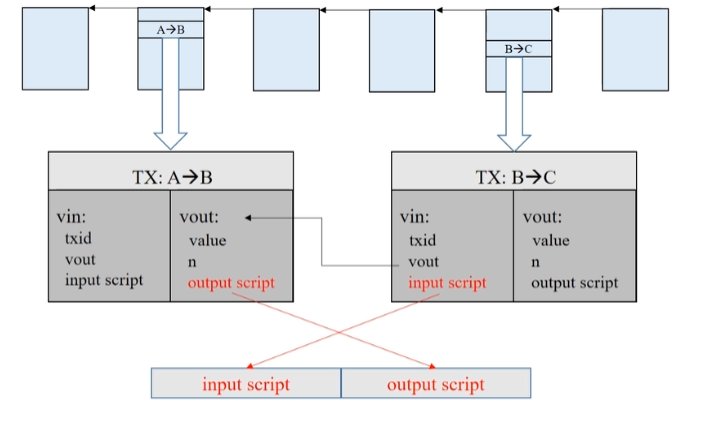 A→B
B→C
TX: A→B
vin:
txid
vout
input script
vout:
value
n
output script
TX: B→C
vin:
txid
vout
input script
vout:
value
n
output script
input script
output script